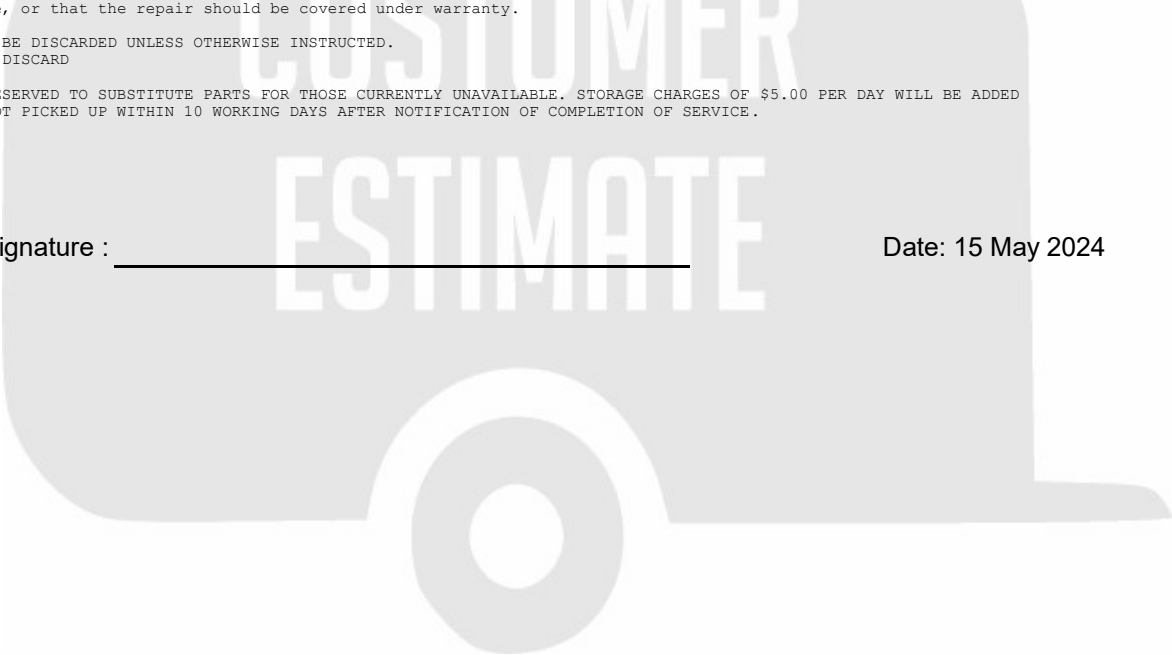 , or that the repair should be covered under warranty.
BE DISCARDED UNLESS OTHERWISE INSTRUCTED.
DISCARD
SERVED TO SUBSTITUTE PARTS FOR THOSE CURRENTLY UNAVAILABLE. STORAGE CHARGES OF $5.00 PER DAY WILL BE ADDED
OT PICKED UP WITHIN 10 WORKING DAYS AFTER NOTIFICATION OF COMPLETION OF SERVICE.
CUSTOMER
ESTIMATE
ignature : Date: 15 May 2024